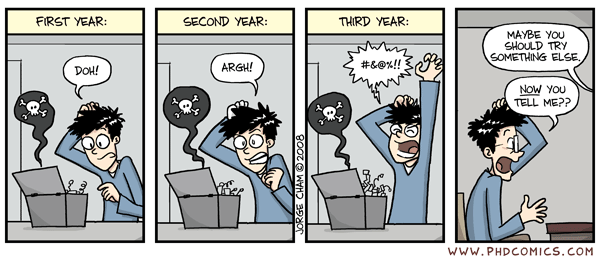 FIRST YEAR:
DOH!
SECOND YEAR:
ARGH!
THIRD YEAR:
#&@%!!
JORGE CHAM © 2008
MAYBE YOU
SHOULD TRY
SOMETHING ELSE.
NOW YOU
TELL ME??
WWW.PHDCOMICS.COM